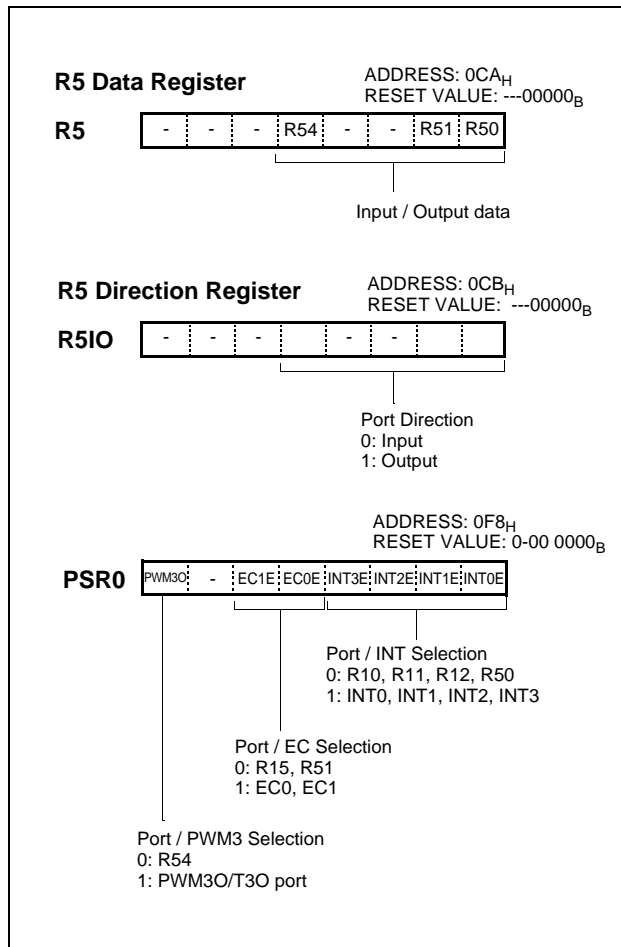 R5 Data Register
ADDRESS: 0CAH
RESET VALUE: ---00000B
R5 - - - R54 - - R51 R50
Input / Output data
R5 Direction Register
ADDRESS: 0CBH
RESET VALUE: ---00000B
R5IO - - - - -
Port Direction
0: Input
1: Output
ADDRESS: 0F8H
RESET VALUE: 0-00 0000B
PSR0 PWM3O - EC1E EC0E INT3E INT2E INT1E INT0E
Port / INT Selection
0: R10, R11, R12, R50
1: INT0, INT1, INT2, INT3
Port / EC Selection
0: R15, R51
1: EC0, EC1
Port / PWM3 Selection
0: R54
1: PWM3O/T3O port